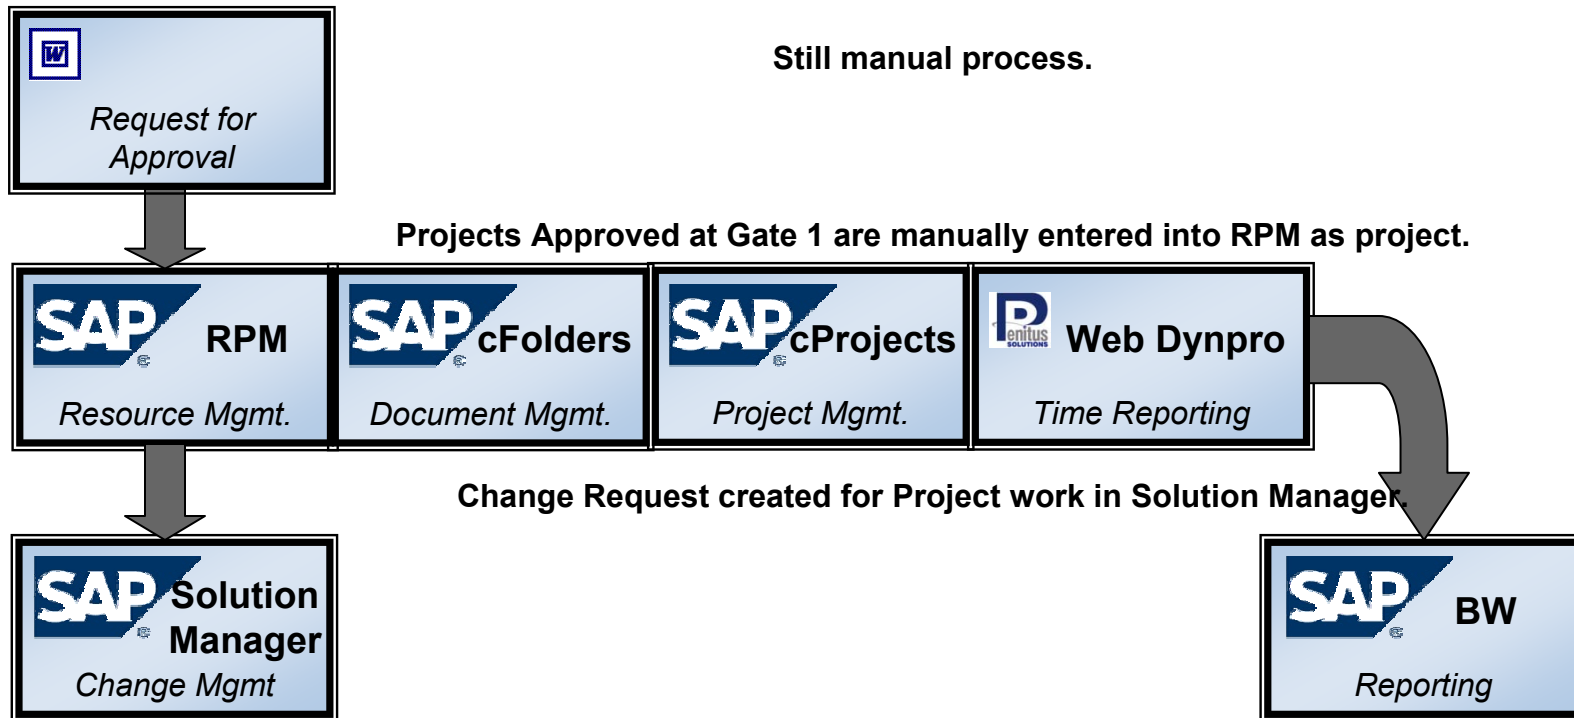 W
Still manual process.
Request for
Approval
Projects Approved at Gate 1 are manually entered into RPM as project.
SAP RPM
Resource Mgmt.
SAP cFolders
Document Mgmt.
SAP cProjects
Project Mgmt.
Penitus
SOLUTIONS
Web Dynpro
Time Reporting
Change Request created for Project work in Solution Manager.
SAP Solution
Manager
Change Mgmt
SAP BW
Reporting